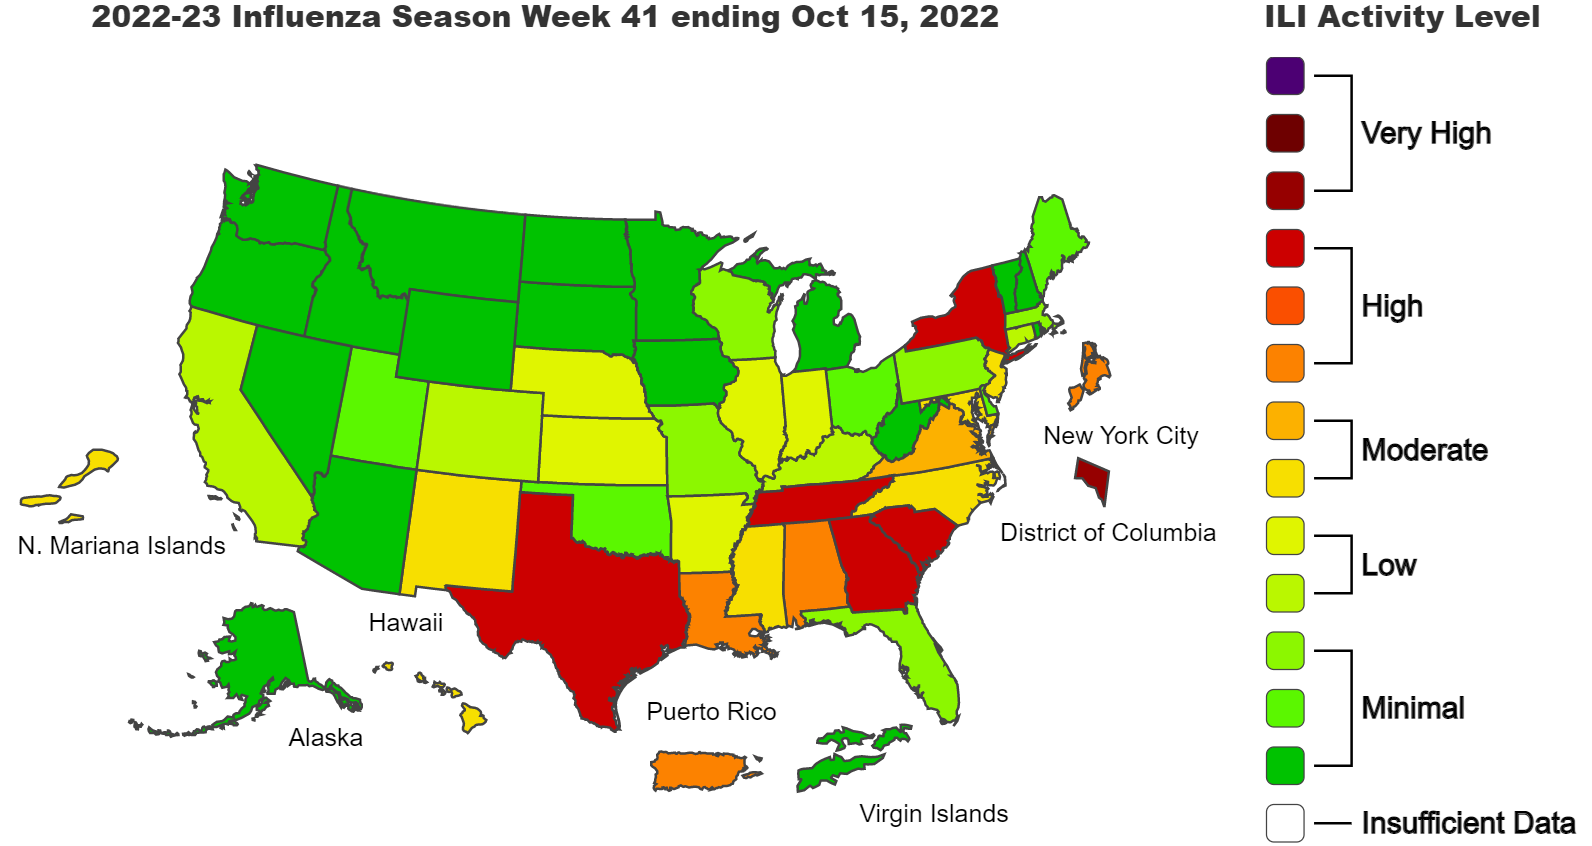 2022-23 Influenza Season Week 41 ending Oct 15, 2022
ILI Activity Level
Very High
High
Moderate
Low
Minimal
Insufficient Data
New York City
District of Columbia
N. Mariana Islands
Hawaii
Alaska
Puerto Rico
Virgin Islands